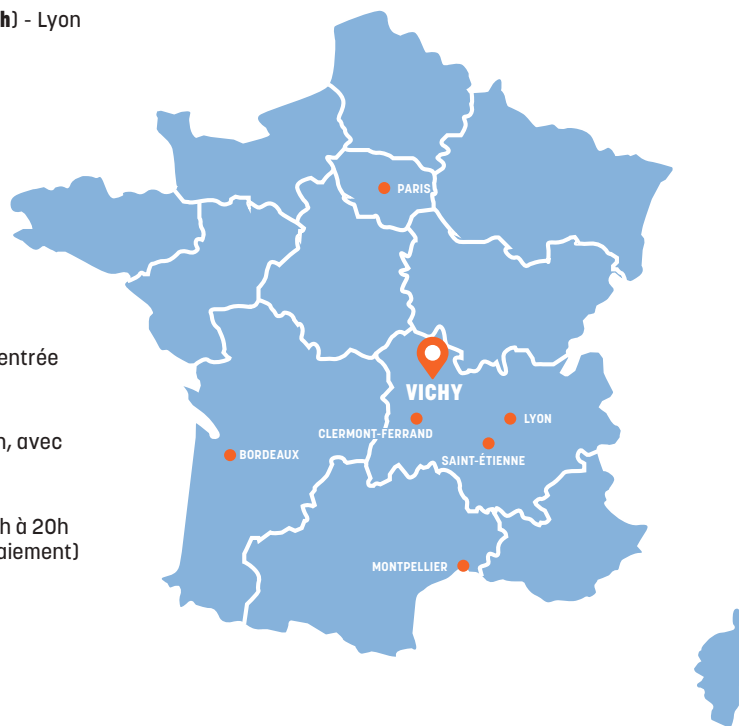 h) - Lyon
PARIS
entrée
VICHY
LYON
CLERMONT-FERRAND
n, avec
BORDEAUX
SAINT-ÉTIENNE
h à 20h
aiement)
MONTPELLIER